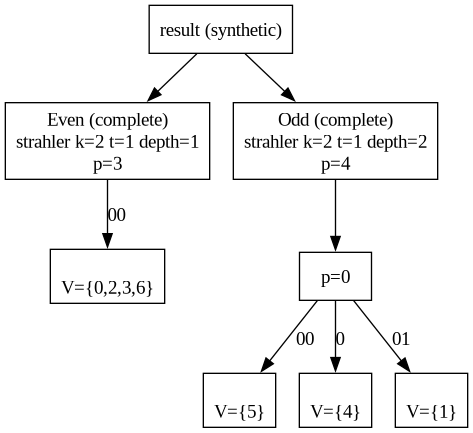 result (synthetic)
Even (complete)
strahler k=2 t=1 depth=1
p=3
Odd (complete)
strahler k=2 t=1 depth=2
p=4
00
V={0,2,3,6}
p=0
00
0
01
V={5}
V={4}
V={1}